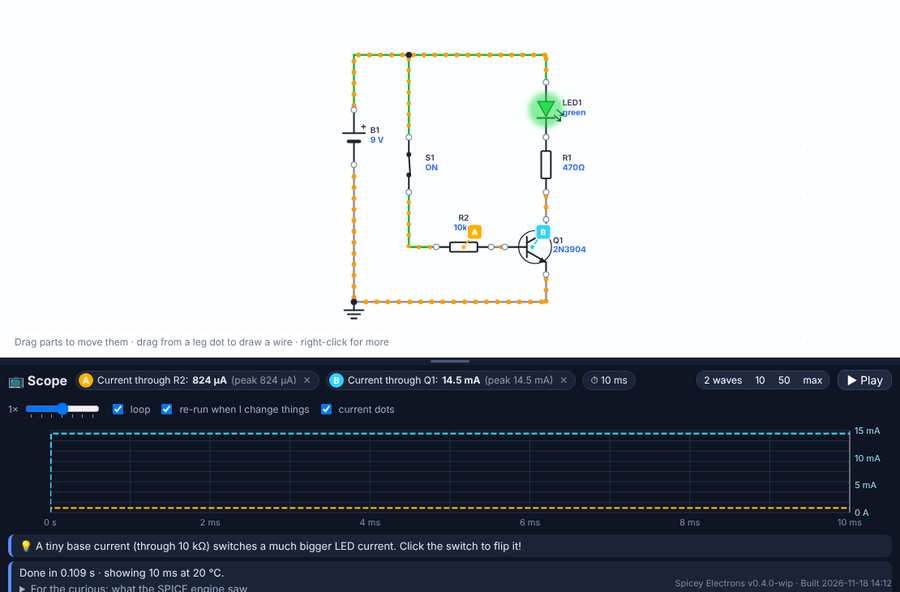 +
B1
9 V
S1
ON
LED1
green
R1
470Ω
R2
10k
A
B
Q1
2N3904
Drag parts to move them · drag from a leg dot to draw a wire · right-click for more
📺 Scope
A Current through R2: 824 µA (peak 824 µA) ×
B Current through Q1: 14.5 mA (peak 14.5 mA) ×
⏱ 10 ms
2 waves 10 50 max
▶ Play
1×
loop
re-run when I change things
current dots
15 mA
10 mA
5 mA
0 A
0 s 2 ms 4 ms 6 ms 8 ms 10 ms
💡 A tiny base current (through 10 kΩ) switches a much bigger LED current. Click the switch to flip it!
Done in 0.109 s · showing 10 ms at 20 °C.
▶ For the curious: what the SPICE engine saw
Spicey Electrons v0.4.0-wip · Built 2026-11-18 14:12